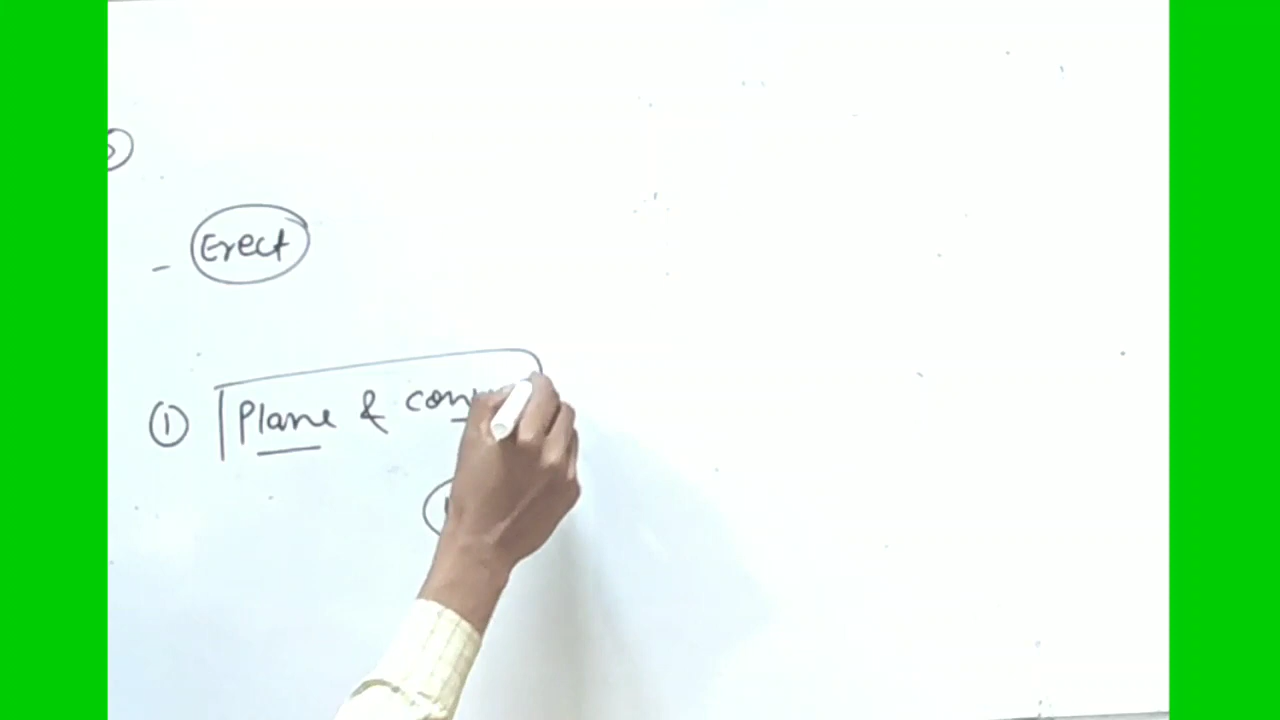 - Erect
① Plane & con